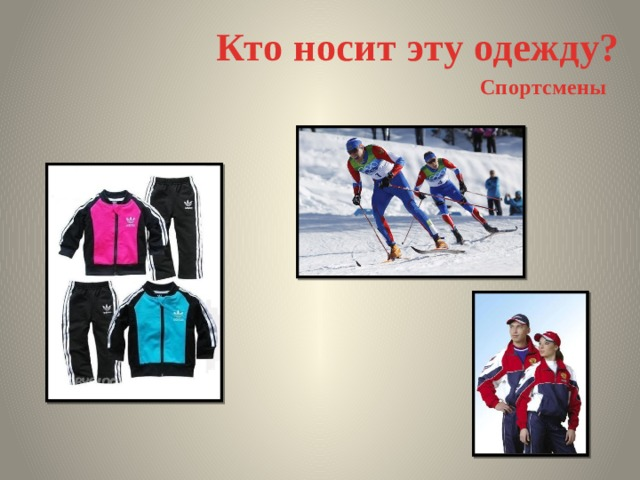 Кто носит эту одежду?
Спортсмены